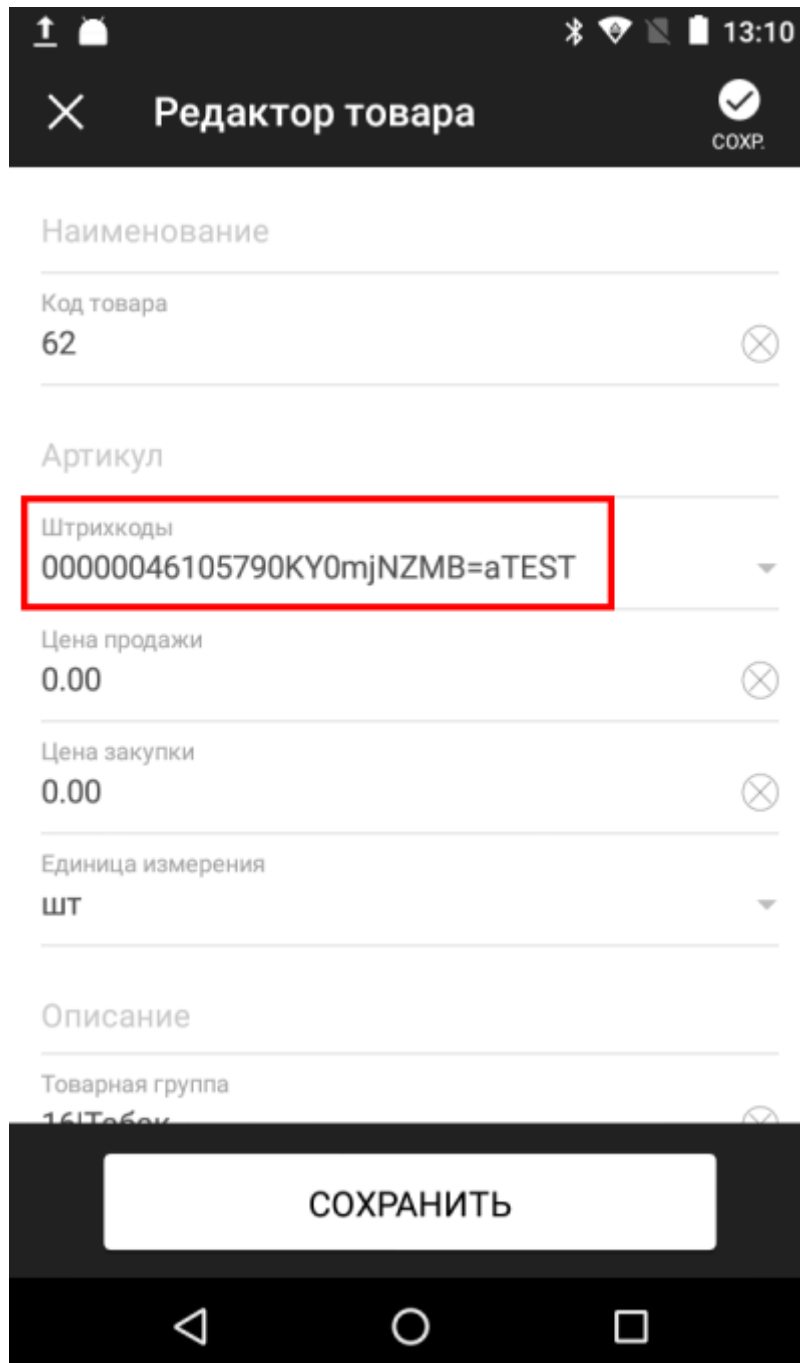 13:10
Редактор товара
СОХР.
Наименование
Код товара
62
Артикул
Штрихкоды
00000046105790KY0mjNZMB=aTEST
Цена продажи
0.00
Цена закупки
0.00
Единица измерения
шт
Описание
Товарная группа
СОХРАНИТЬ